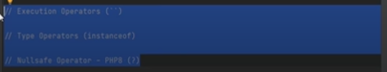 // Execution Operators (``)
// Type Operators (instanceof)
// Nullsafe Operator - PHP8 (?)